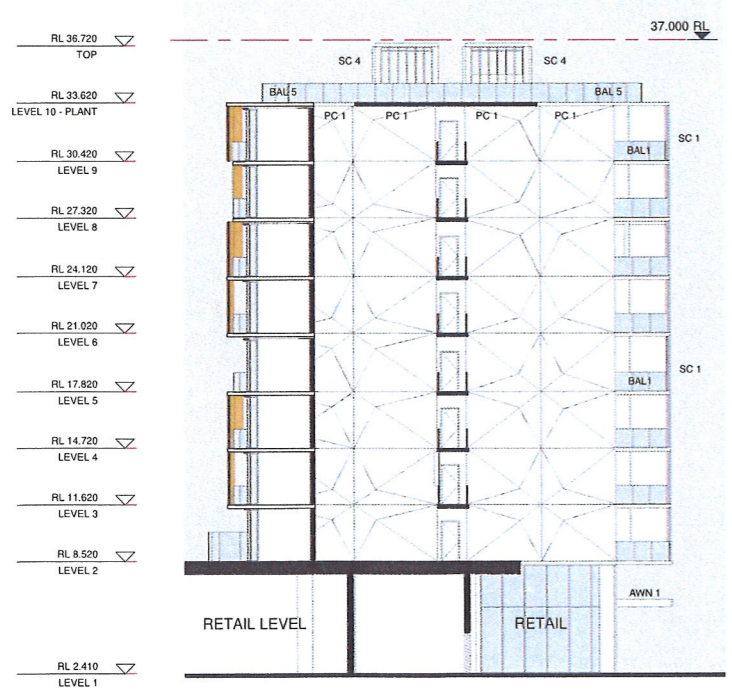 37.000 RL
RL 36.720
TOP
SC 4
SC 4
RL 33.620
LEVEL 10 - PLANT
BAL 5
BAL 5
PC 1
PC 1
PC 1
PC 1
SC 1
BAL1
RL 30.420
LEVEL 9
RL 27.320
LEVEL 8
RL 24.120
LEVEL 7
RL 21.020
LEVEL 6
SC 1
BAL1
RL 17.820
LEVEL 5
RL 14.720
LEVEL 4
RL 11.620
LEVEL 3
RL 8.520
LEVEL 2
AWN 1
RETAIL LEVEL
RETAIL
RL 2.410
LEVEL 1